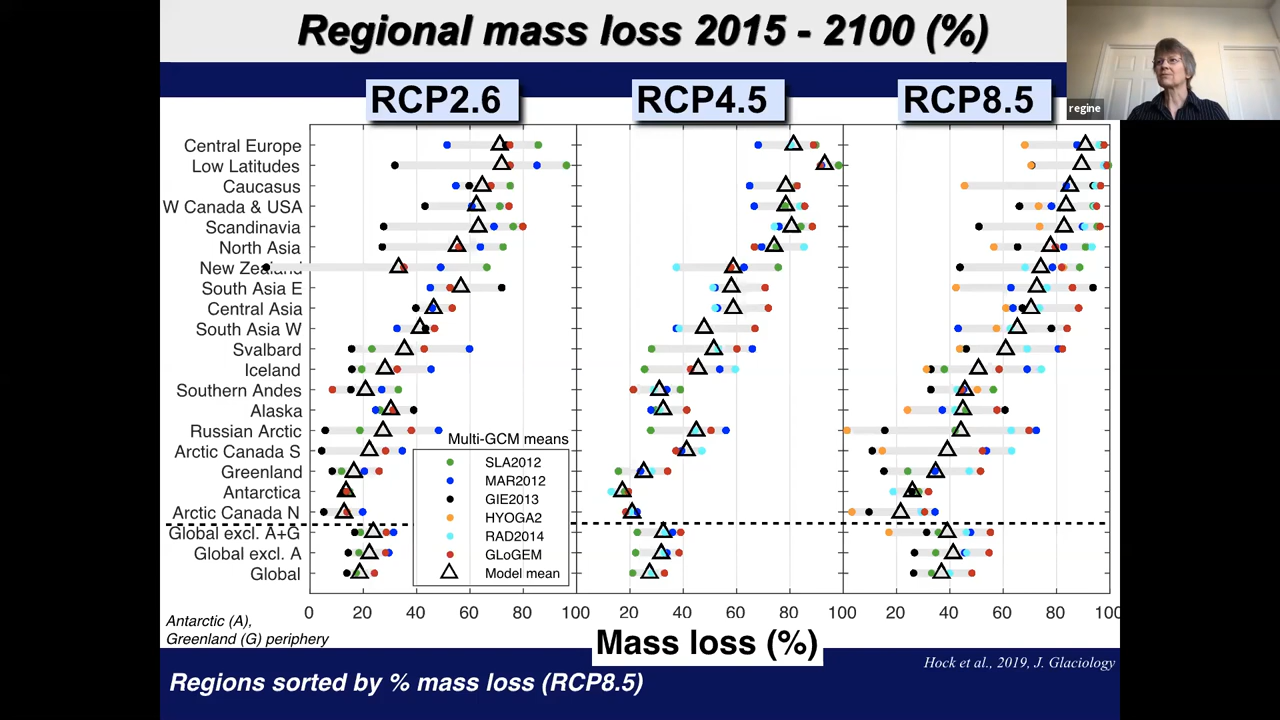 Regional mass loss 2015 - 2100 (%)
regine
RCP2.6
RCP4.5
RCP8.5
Central Europe
Low Latitudes
Caucasus
W Canada & USA
Scandinavia
North Asia
New Zealand
South Asia E
Central Asia
South Asia W
Svalbard
Iceland
Southern Andes
Alaska
Russian Arctic
Arctic Canada S
Greenland
Antarctica
Arctic Canada N
Global excl. A+G
Global excl. A
Global
Multi-GCM means
SLA2012
MAR2012
GIE2013
HYOGA2
RAD2014
GLoGEM
Model mean
0 20 40 60 80 100 20 40 60 80 100 20 40 60 80 100
Antarctic (A),
Greenland (G) periphery
Mass loss (%)
Hock et al., 2019, J. Glaciology
Regions sorted by % mass loss (RCP8.5)